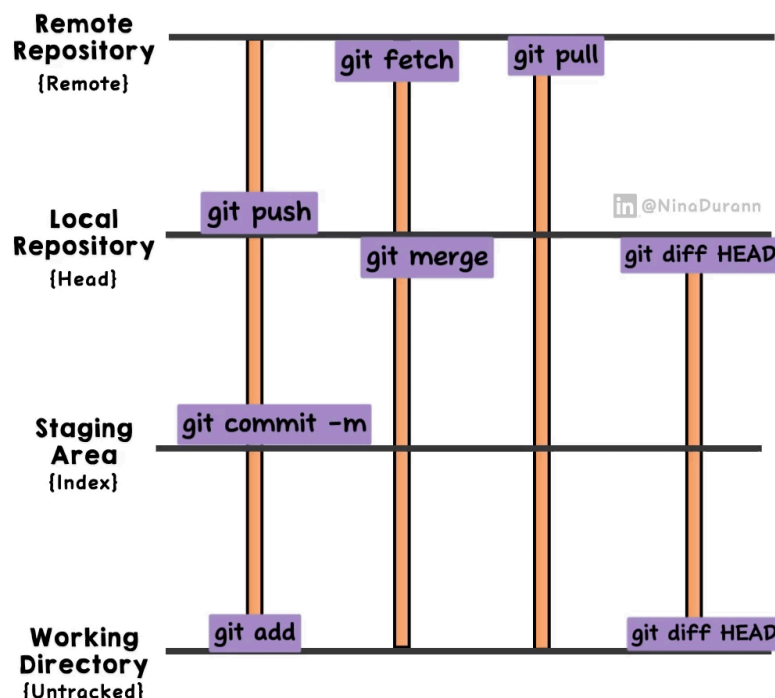 Remote
Repository
{Remote}
git fetch
git pull
git push
in @NinaDurann
Local
Repository
{Head}
git merge
git diff HEAD
git commit -m
Staging
Area
{Index}
git add
git diff HEAD
Working
Directory
{Untracked}